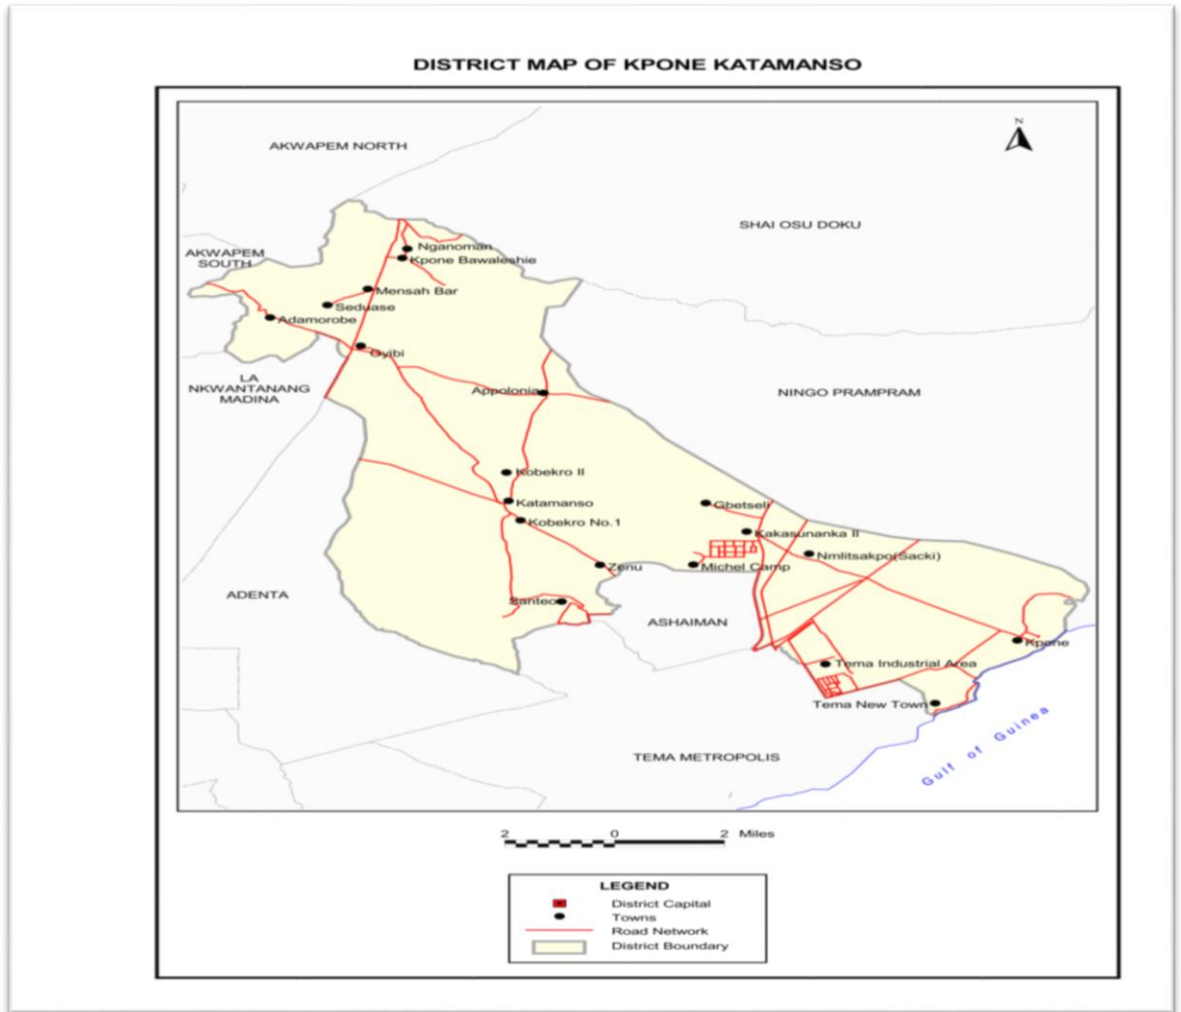 DISTRICT MAP OF KPONE KATAMANSO
N
AKWAPEM NORTH
SHAI OSU DOKU
AKWAPEM
SOUTH
Nganoman
Kpone Bawaleshie
Mensah Bar
Seduase
Adamorobe
Oyibi
LA
NKWANTANANG
MADINA
Appolonia
NINGO PRAMPRAM
Kobekro II
Katamanso
Gbetseli
Kobekro No.1
Kakasunanka II
Nmlitsakpo(Sacki)
Zenu
Michel Camp
ADENTA
Santeo
ASHAIMAN
Kpone
Tema Industrial Area
Tema New Town
Gulf of Guinea
TEMA METROPOLIS
2 0 2 Miles
LEGEND
District Capital
Towns
Road Network
District Boundary